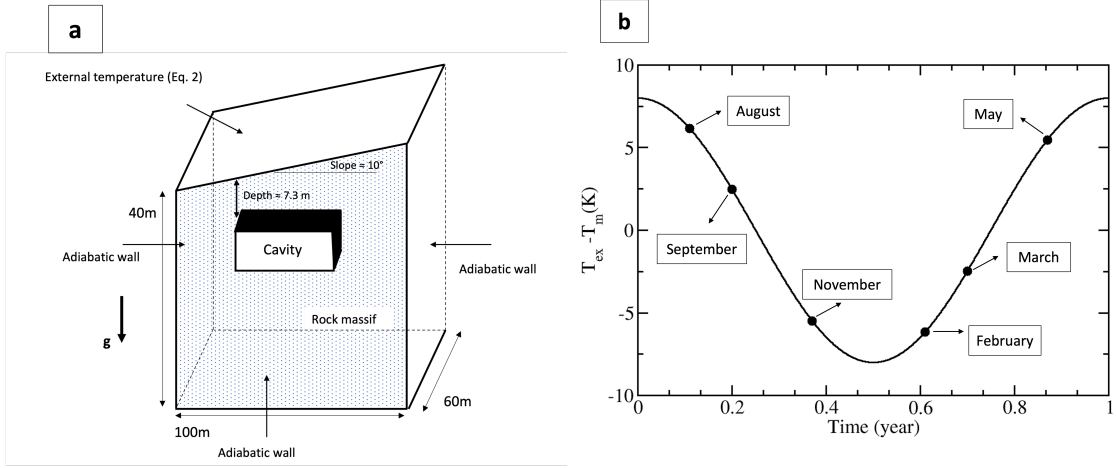 a
External temperature (Eq. 2)
Slope ≈ 10°
Depth ≈ 7.3 m
40m
Cavity
Adiabatic wall
Adiabatic wall
Rock massif
g
60m
100m
Adiabatic wall
b
10
5
0
-5
-10
T_ex - T_m (K)
August
May
September
March
November
February
0
0.2
0.4
0.6
0.8
1
Time (year)